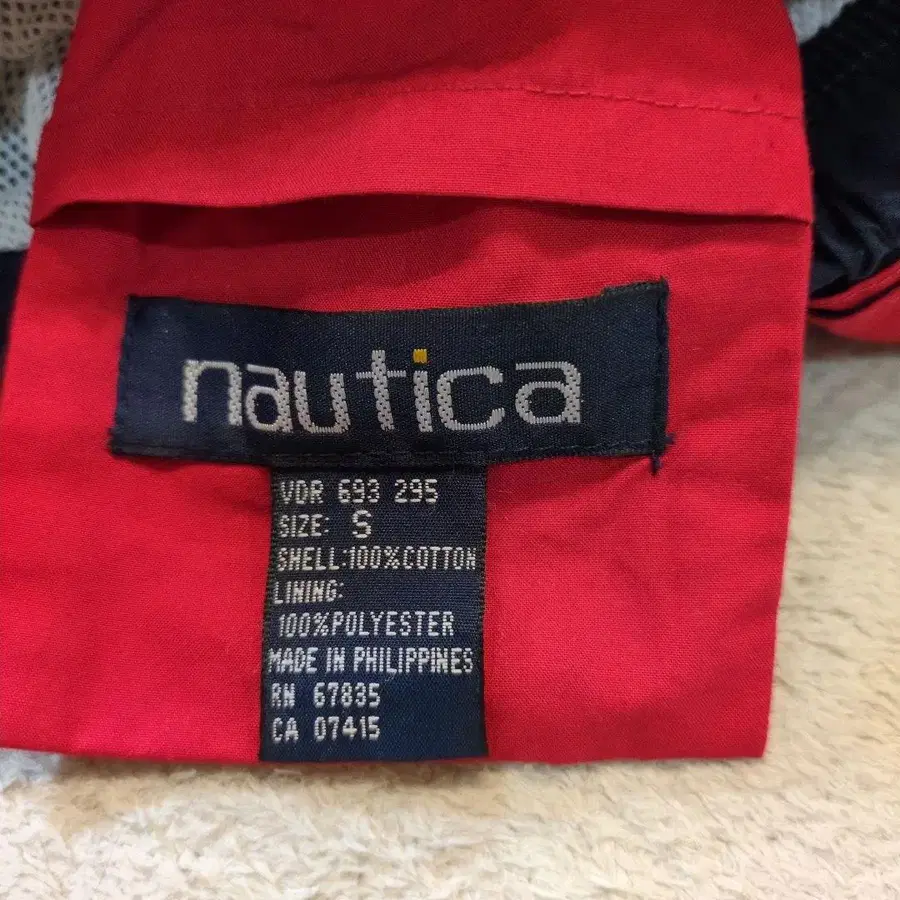 nautica
VDR 693 295
SIZE: S
SHELL:100%COTTON
LINING:
100%POLYESTER
MADE IN PHILIPPINES
RN 67835
CA 07415